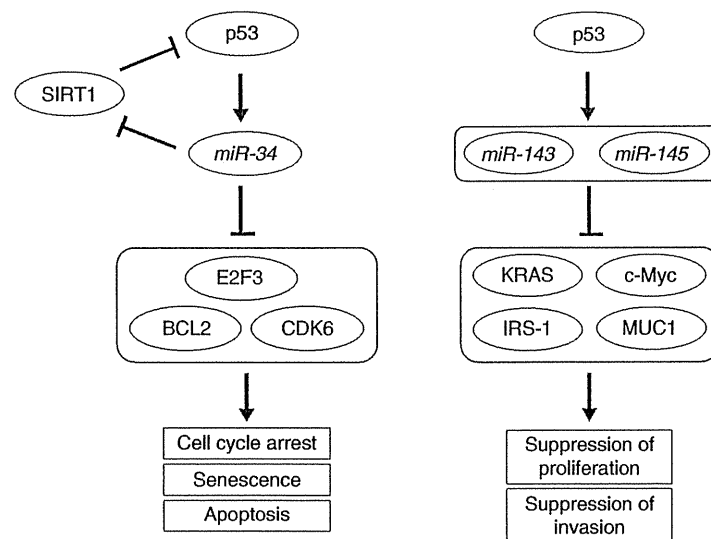 p53
SIRT1
miR-34
E2F3
BCL2
CDK6
Cell cycle arrest
Senescence
Apoptosis
p53
miR-143
miR-145
KRAS
c-Myc
IRS-1
MUC1
Suppression of
proliferation
Suppression of
invasion